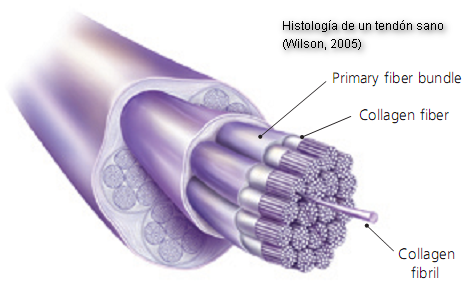 Histología de un tendón sano
(Wilson, 2005)
Primary fiber bundle
Collagen fiber
Collagen
fibril